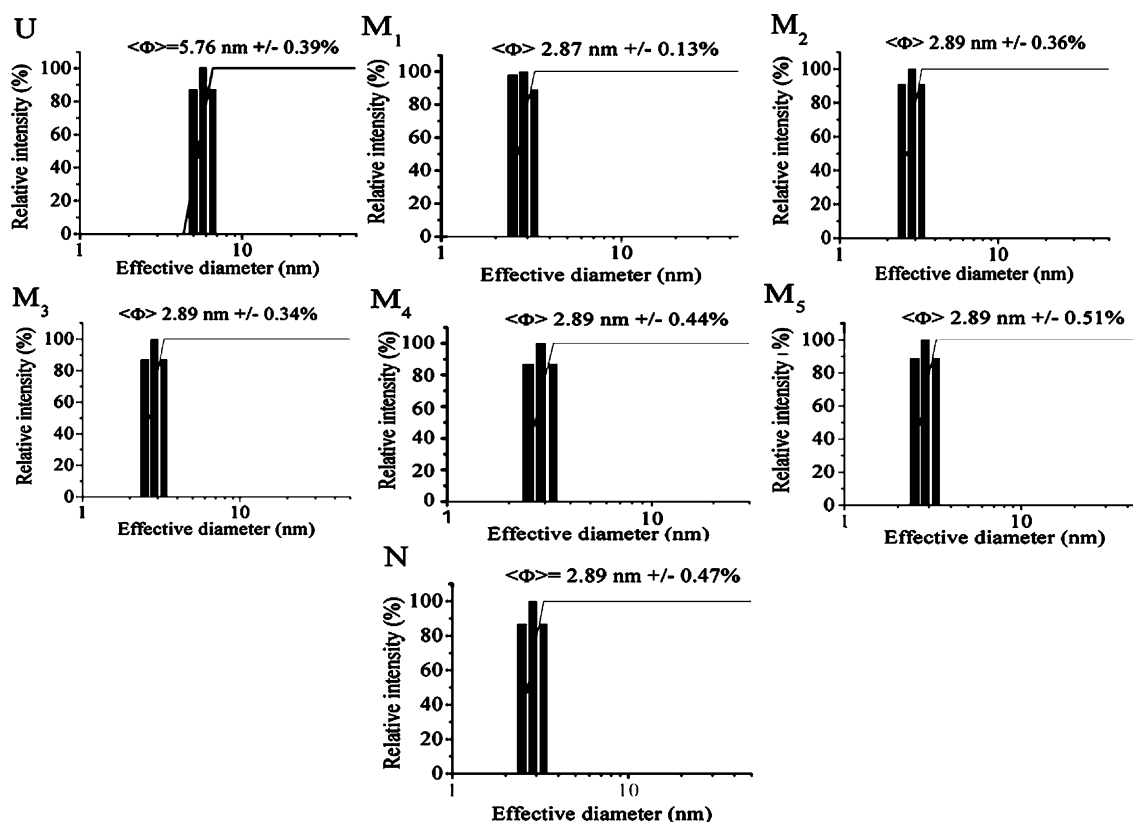 U
<Φ>=5.76 nm +/- 0.39%
Relative intensity (%)
100
80
60
40
20
0
1
10
Effective diameter (nm)
M1
<Φ> 2.87 nm +/- 0.13%
Relative intensity (%)
100
80
60
40
20
0
1
10
Effective diameter (nm)
M2
<Φ> 2.89 nm +/- 0.36%
Relative intensity (%)
100
80
60
40
20
0
1
10
Effective diameter (nm)
M3
<Φ> 2.89 nm +/- 0.34%
Relative intensity (%)
100
80
60
40
20
0
1
10
Effective diameter (nm)
M4
<Φ> 2.89 nm +/- 0.44%
Relative intensity (%)
100
80
60
40
20
0
1
10
Effective diameter (nm)
M5
<Φ> 2.89 nm +/- 0.51%
Relative intensity (%)
100
80
60
40
20
0
1
10
Effective diameter (nm)
N
<Φ>= 2.89 nm +/- 0.47%
Relative intensity (%)
100
80
60
40
20
0
1
10
Effective diameter (nm)